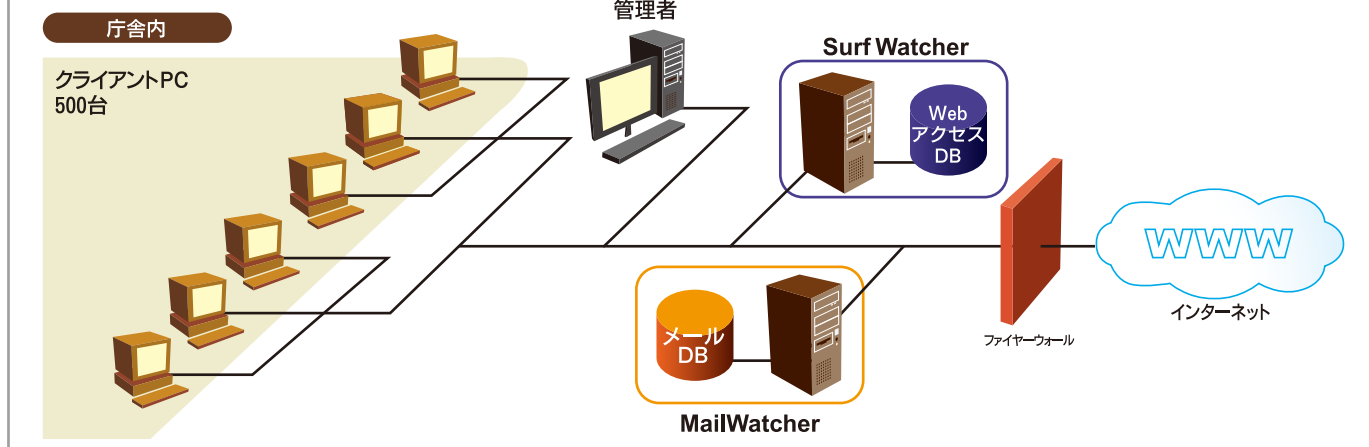 庁舎内
クライアントPC
500台
管理者
Surf Watcher
Web
アクセス
DB
メール
DB
MailWatcher
ファイヤーウォール
WWW
インターネット